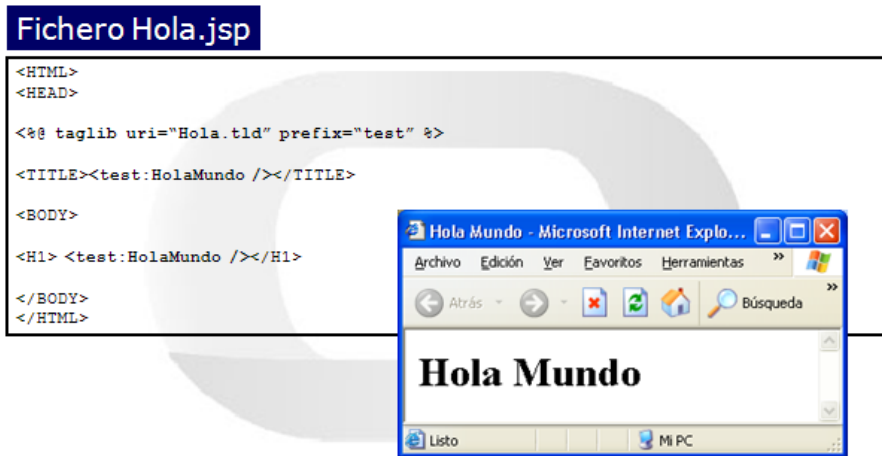 Fichero Hola.jsp
<HTML>
<HEAD>
<%@ taglib uri=“Hola.tld” prefix=“test” %>
<TITLE><test:HolaMundo /></TITLE>
<BODY>
<H1> <test:HolaMundo /></H1>
</BODY>
</HTML>
Hola Mundo - Microsoft Internet Explo...
Archivo Edición Ver Favoritos Herramientas »
Atrás Búsqueda »
Hola Mundo
Listo Mi PC